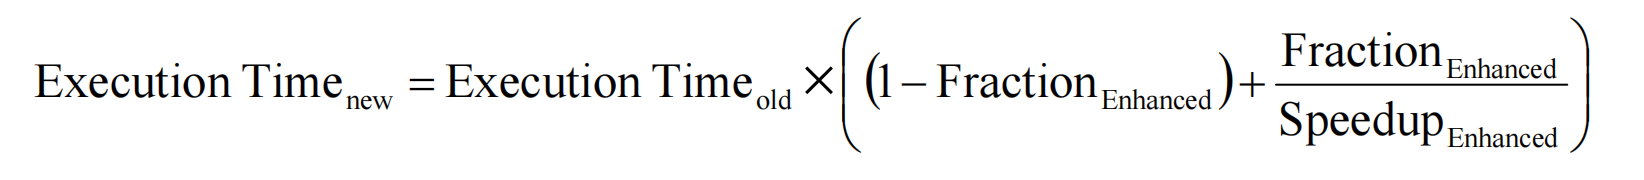 Execution Time_new = Execution Time_old × ((1 − Fraction_Enhanced) + Fraction_Enhanced / Speedup_Enhanced)